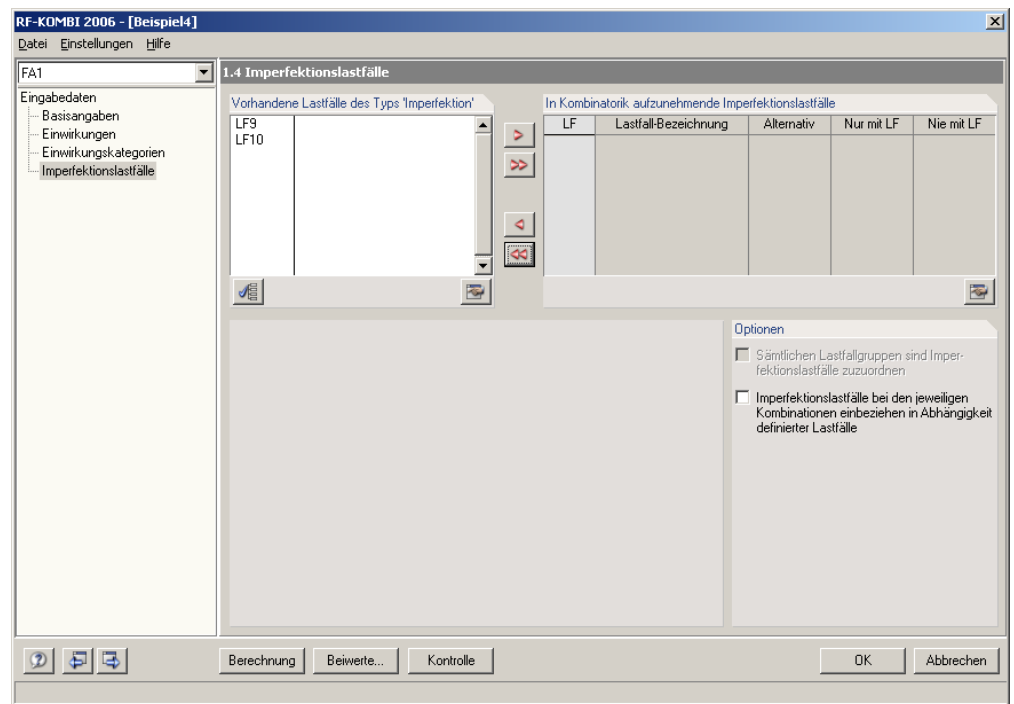 RF-KOMBI 2006 - [Beispiel4]
Datei Einstellungen Hilfe
FA1
Eingabedaten
Basisangaben
Einwirkungen
Einwirkungskategorien
Imperfektionslastfälle
1.4 Imperfektionslastfälle
Vorhandene Lastfälle des Typs 'Imperfektion'
LF9
LF10
>
>>
In Kombinatorik aufzunehmende Imperfektionslastfälle
LF Lastfall-Bezeichnung Alternativ Nur mit LF Nie mit LF
Optionen
Sämtlichen Lastfallgruppen sind Imper-
fektionslastfälle zuzuordnen
Imperfektionslastfälle bei den jeweiligen
Kombinationen einbeziehen in Abhängigkeit
definierter Lastfälle
Berechnung Beiwerte... Kontrolle OK Abbrechen